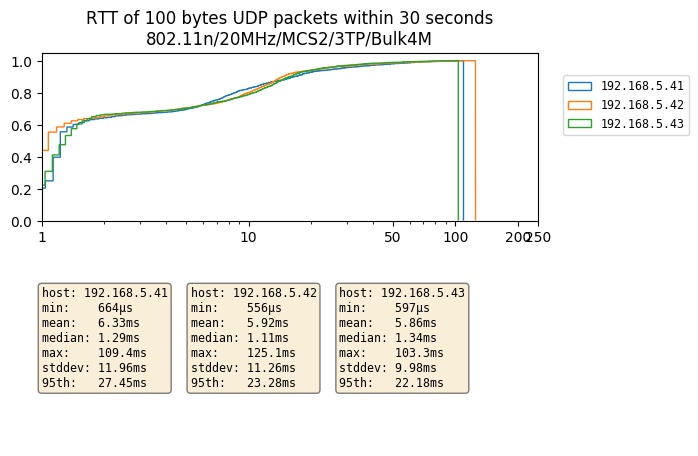 RTT of 100 bytes UDP packets within 30 seconds
802.11n/20MHz/MCS2/3TP/Bulk4M
1.0
0.8
0.6
0.4
0.2
0.0
1
10
50
100
200
250
192.168.5.41
192.168.5.42
192.168.5.43
host: 192.168.5.41
min:    664µs
mean:   6.33ms
median: 1.29ms
max:    109.4ms
stddev: 11.96ms
95th:   27.45ms
host: 192.168.5.42
min:    556µs
mean:   5.92ms
median: 1.11ms
max:    125.1ms
stddev: 11.26ms
95th:   23.28ms
host: 192.168.5.43
min:    597µs
mean:   5.86ms
median: 1.34ms
max:    103.3ms
stddev: 9.98ms
95th:   22.18ms